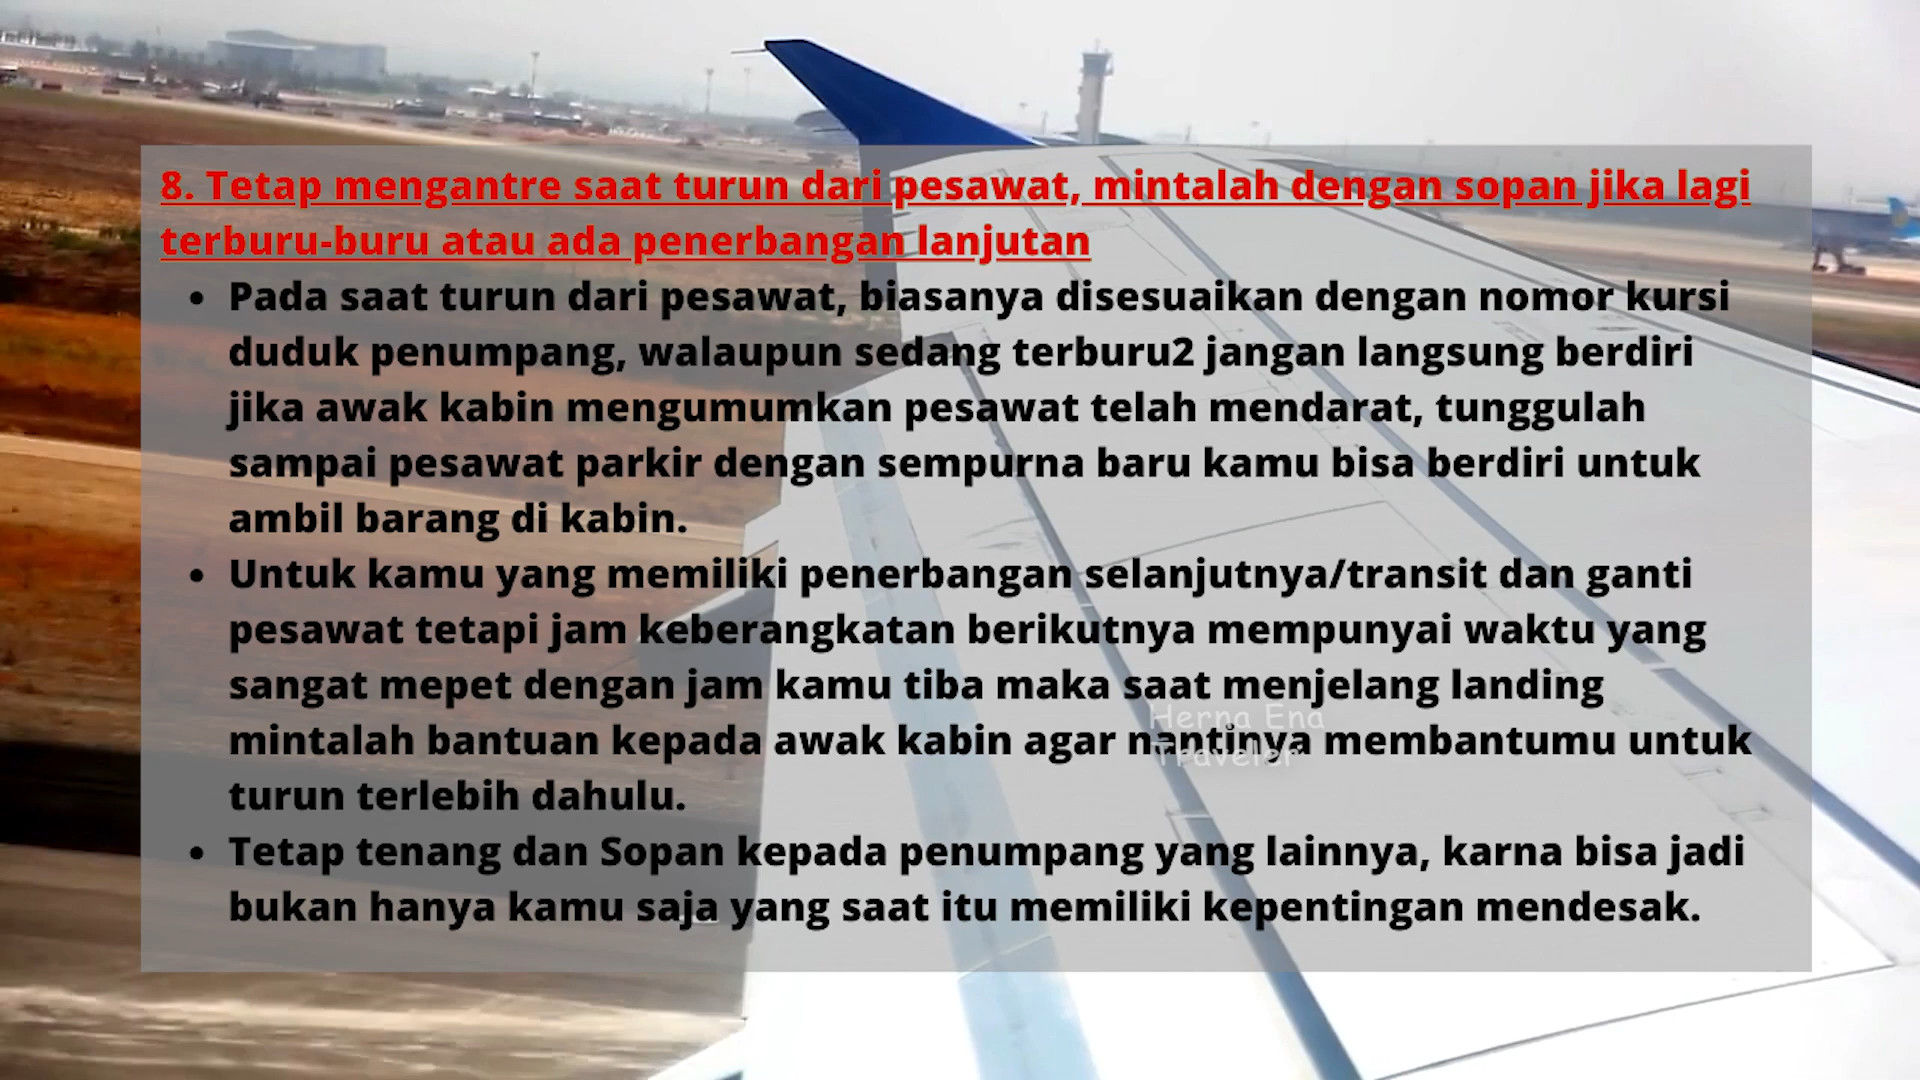 8. Tetap mengantre saat turun dari pesawat, mintalah dengan sopan jika lagi
terburu-buru atau ada penerbangan lanjutan
• Pada saat turun dari pesawat, biasanya disesuaikan dengan nomor kursi
duduk penumpang, walaupun sedang terburu2 jangan langsung berdiri
jika awak kabin mengumumkan pesawat telah mendarat, tunggulah
sampai pesawat parkir dengan sempurna baru kamu bisa berdiri untuk
ambil barang di kabin.
• Untuk kamu yang memiliki penerbangan selanjutnya/transit dan ganti
pesawat tetapi jam keberangkatan berikutnya mempunyai waktu yang
sangat mepet dengan jam kamu tiba maka saat menjelang landing
mintalah bantuan kepada awak kabin agar nantinya membantumu untuk
turun terlebih dahulu.
• Tetap tenang dan Sopan kepada penumpang yang lainnya, karna bisa jadi
bukan hanya kamu saja yang saat itu memiliki kepentingan mendesak.
Herna Ena
Traveler